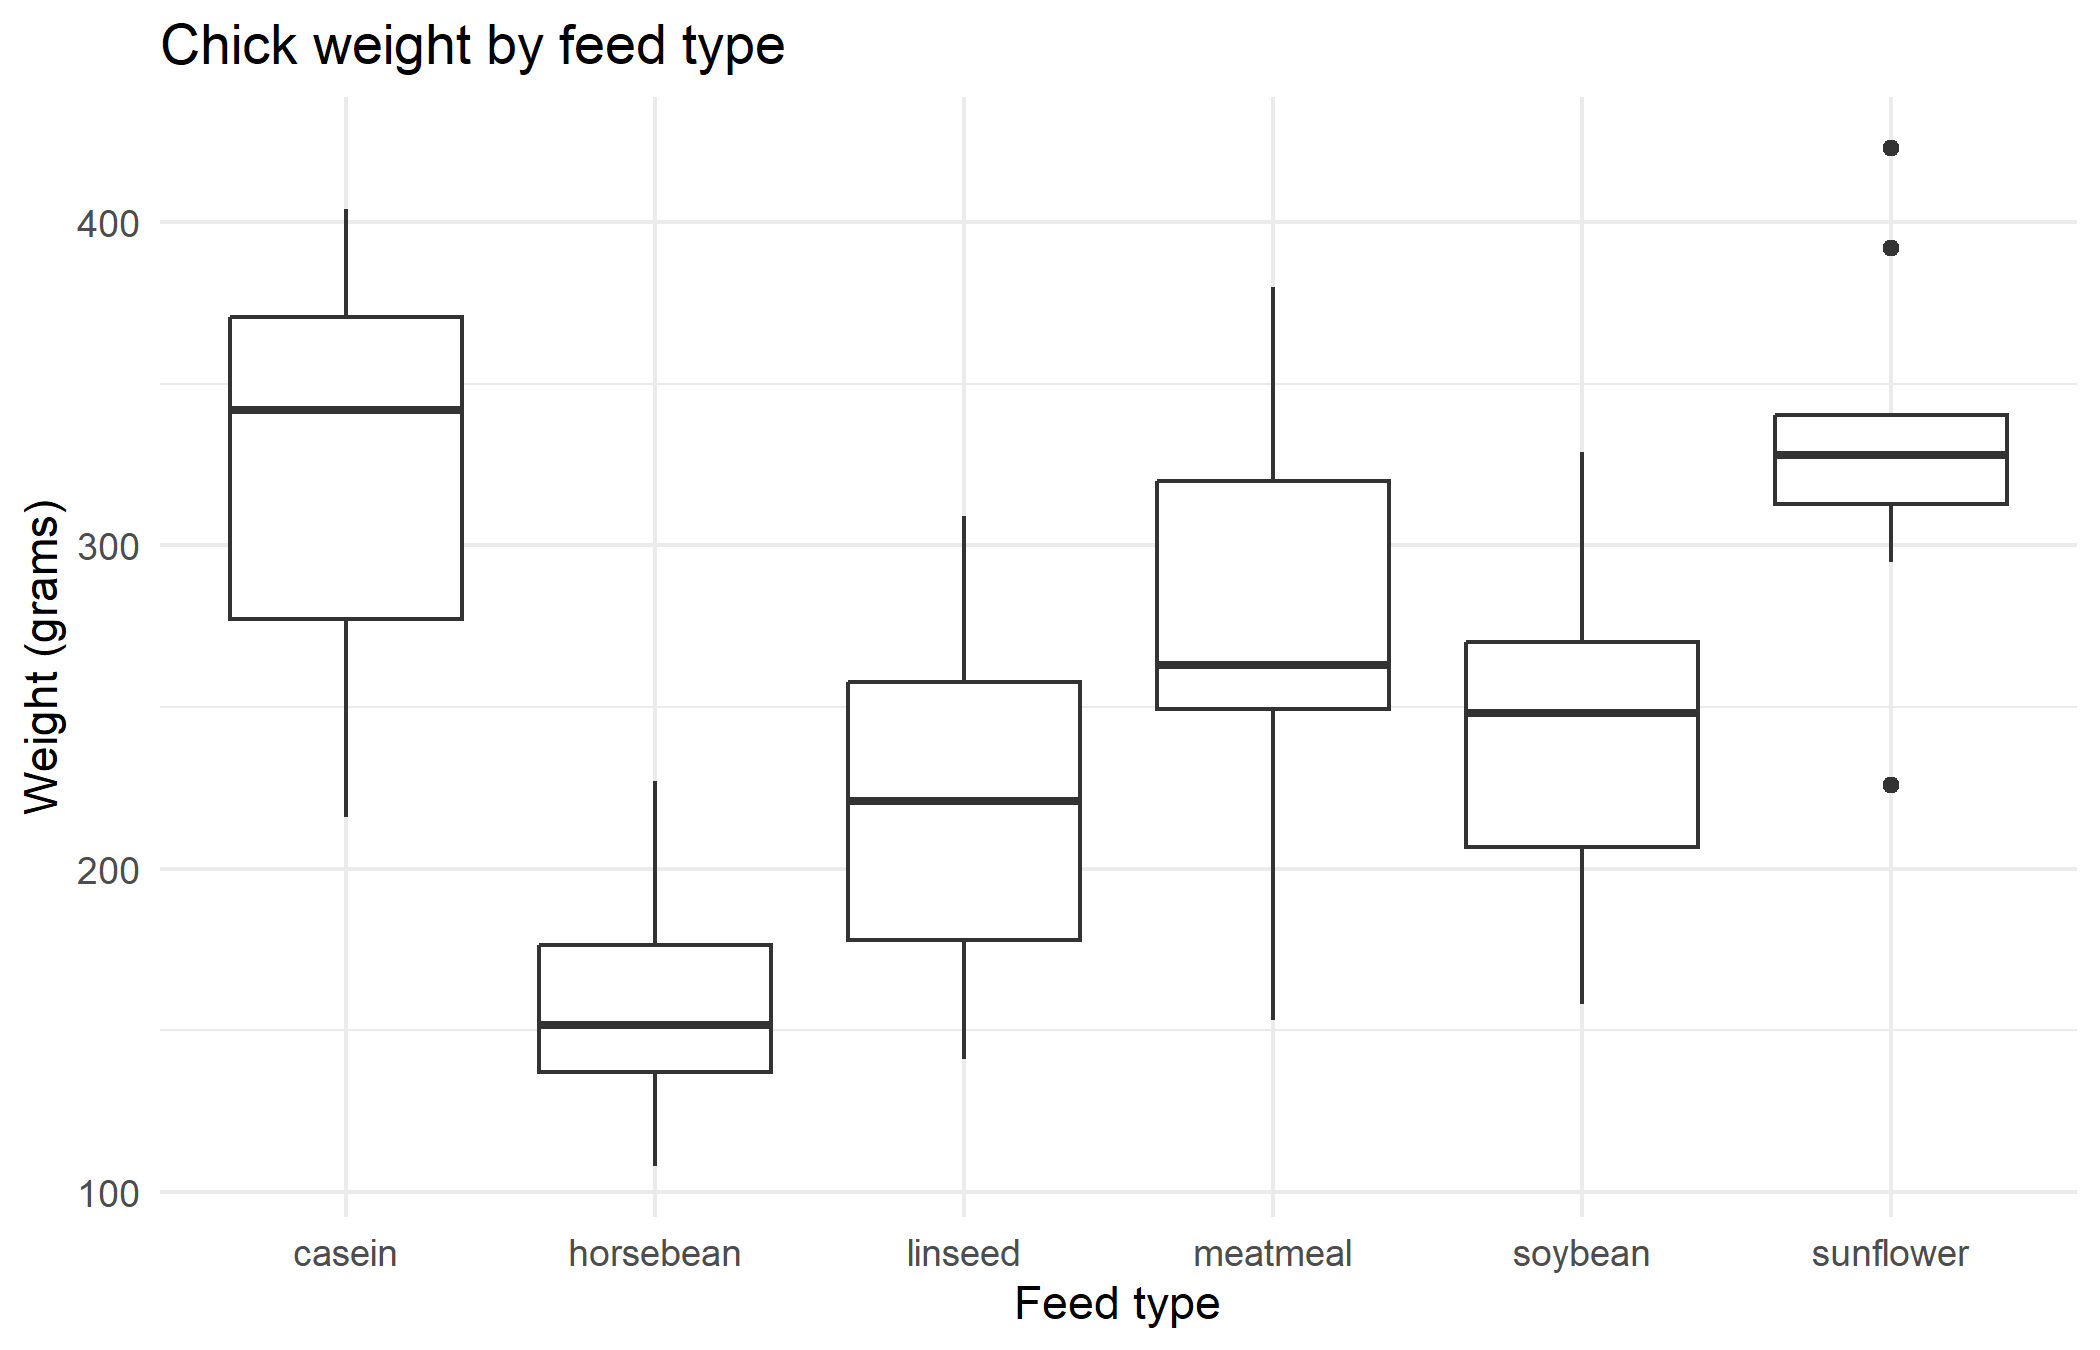 Chick weight by feed type
Weight (grams)
400
300
200
100
casein horsebean linseed meatmeal soybean sunflower
Feed type